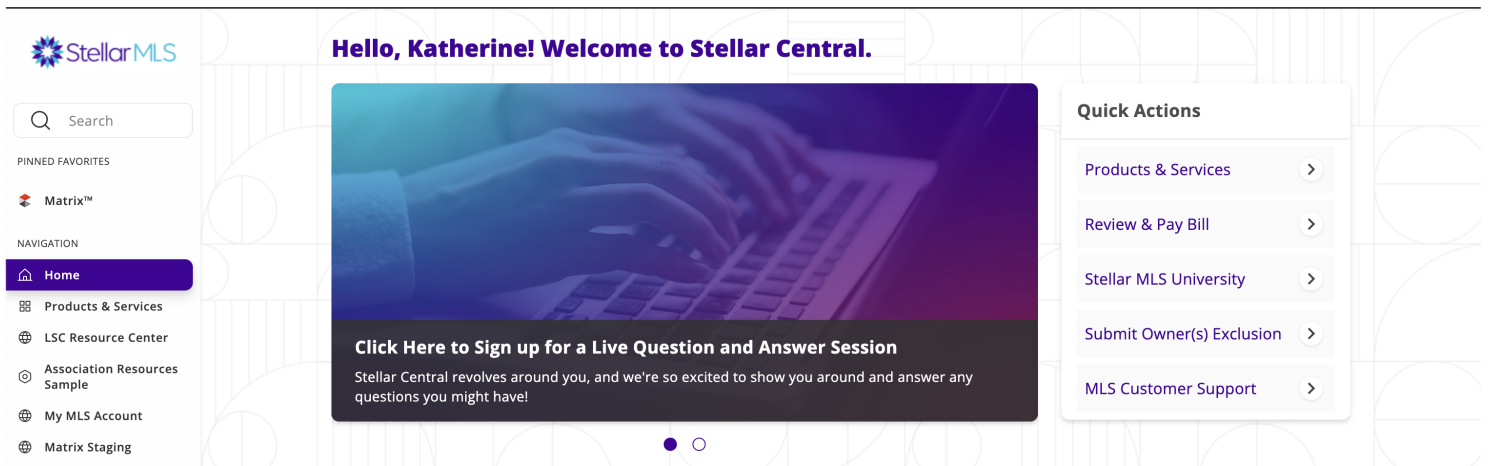 StellarMLS
Search
PINNED FAVORITES
Matrix™
NAVIGATION
Home
Products & Services
LSC Resource Center
Association Resources
Sample
My MLS Account
Matrix Staging
Hello, Katherine! Welcome to Stellar Central.
Click Here to Sign up for a Live Question and Answer Session
Stellar Central revolves around you, and we're so excited to show you around and answer any
questions you might have!
Quick Actions
Products & Services
Review & Pay Bill
Stellar MLS University
Submit Owner(s) Exclusion
MLS Customer Support